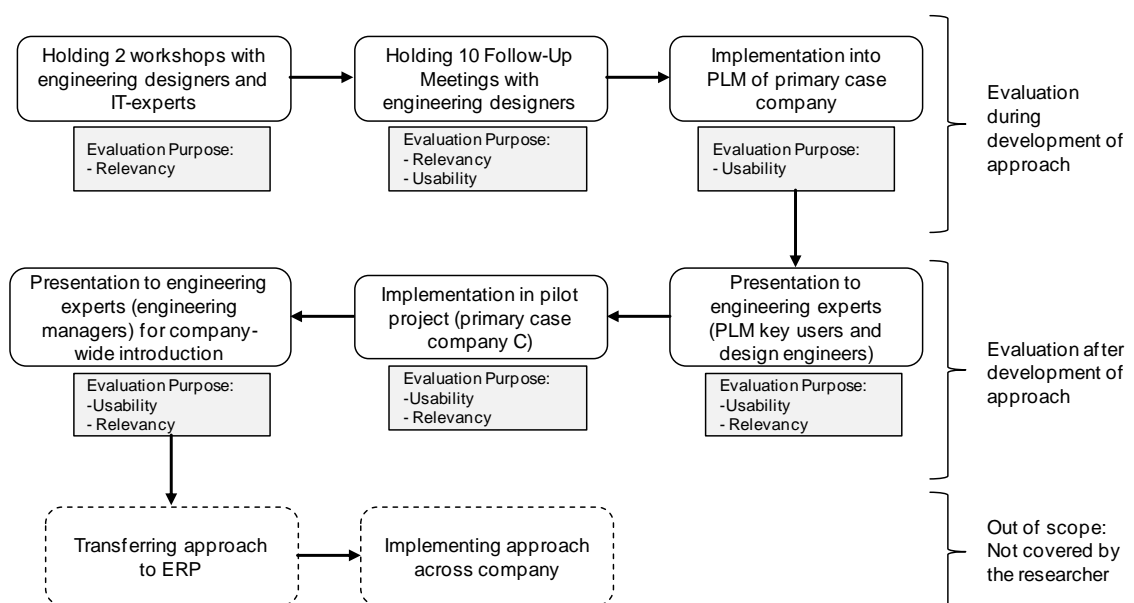 Holding 2 workshops with
engineering designers and
IT-experts
Evaluation Purpose:
- Relevancy
Holding 10 Follow-Up
Meetings with
engineering designers
Evaluation Purpose:
- Relevancy
- Usability
Implementation into
PLM of primary case
company
Evaluation Purpose:
- Usability
Evaluation
during
development of
approach
Presentation to engineering
experts (engineering
managers) for company-
wide introduction
Evaluation Purpose:
-Usability
- Relevancy
Implementation in pilot
project (primary case
company C)
Evaluation Purpose:
-Usability
- Relevancy
Presentation to
engineering experts
(PLM key users and
design engineers)
Evaluation Purpose:
-Usability
- Relevancy
Evaluation after
development of
approach
Transferring approach
to ERP
Implementing approach
across company
Out of scope:
Not covered by
the researcher